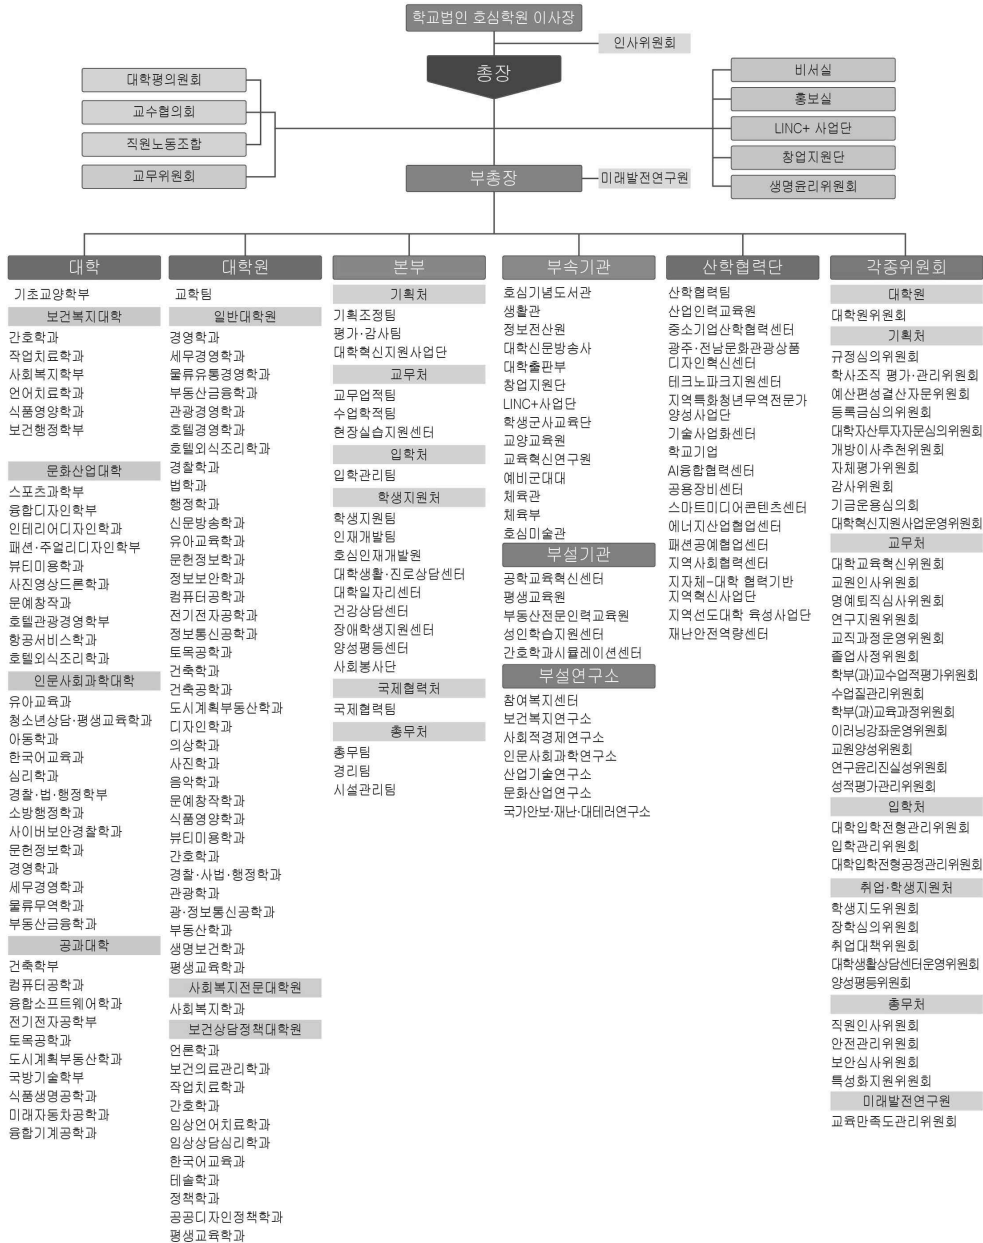 학교법인 호심학원 이사장
인사위원회
총장
대학평의원회
교수협의회
직원노동조합
교무위원회
비서실
홍보실
LINC+ 사업단
창업지원단
생명윤리위원회
부총장
미래발전연구원
대학
기초교양학부
보건복지대학
간호학과
작업치료학과
사회복지학부
언어치료학과
식품영양학과
보건행정학부
문화산업대학
스포츠과학부
융합디자인학부
인테리어디자인학과
패션·주얼리디자인학부
뷰티미용학과
사진영상드론학과
문예창작과
호텔관광경영학부
항공서비스학과
호텔외식조리학과
인문사회과학대학
유아교육과
청소년상담·평생교육학과
아동학과
한국어교육과
심리학과
경찰·법·행정학부
소방행정학과
사이버보안경찰학과
문헌정보학과
경영학과
세무경영학과
물류무역학과
부동산금융학과
공과대학
건축학부
컴퓨터공학과
융합소프트웨어학과
전기전자공학부
토목공학과
도시계획부동산학과
국방기술학부
식품생명공학과
미래자동차공학과
융합기계공학과
대학원
교학팀
일반대학원
경영학과
세무경영학과
물류유통경영학과
부동산금융학과
관광경영학과
호텔경영학과
호텔외식조리학과
경찰학과
법학과
행정학과
신문방송학과
유아교육학과
문헌정보학과
정보보안학과
컴퓨터공학과
전기전자공학과
정보통신공학과
토목공학과
건축학과
건축공학과
도시계획부동산학과
디자인학과
의상학과
사진학과
음악학과
문예창작학과
식품영양학과
뷰티미용학과
간호학과
경찰·사법·행정학과
관광학과
광·정보통신공학과
부동산학과
생명보건학과
평생교육학과
사회복지전문대학원
사회복지학과
보건상담정책대학원
언론학과
보건의료관리학과
작업치료학과
간호학과
임상언어치료학과
임상상담심리학과
한국어교육과
테솔학과
정책학과
공공디자인정책학과
평생교육학과
본부
기획처
기획조정팀
평가·감사팀
대학혁신지원사업단
교무처
교무업적팀
수업학적팀
현장실습지원센터
입학처
입학관리팀
학생지원처
학생지원팀
인재개발팀
호심인재개발원
대학생활·진로상담센터
대학일자리센터
건강상담센터
장애학생지원센터
양성평등센터
사회봉사단
국제협력처
국제협력팀
총무처
총무팀
경리팀
시설관리팀
부속기관
호심기념도서관
생활관
정보전산원
대학신문방송사
대학출판부
창업지원단
LINC+사업단
학생군사교육단
교양교육원
교육혁신연구원
예비군대대
체육관
체육부
호심미술관
부설기관
공학교육혁신센터
평생교육원
부동산전문인력교육원
성인학습지원센터
간호학과시뮬레이션센터
부설연구소
참여복지센터
보건복지연구소
사회적경제연구소
인문사회과학연구소
산업기술연구소
문화산업연구소
국가안보·재난·대테러연구소
산학협력단
산학협력팀
산업인력교육원
중소기업산학협력센터
광주·전남문화관광상품
디자인혁신센터
테크노파크지원센터
지역특화청년무역전문가
양성사업단
기술사업화센터
학교기업
AI융합협력센터
공용장비센터
스마트미디어콘텐츠센터
에너지산업협업센터
패션공예협업센터
지역사회협력센터
지자체-대학 협력기반
지역혁신사업단
지역선도대학 육성사업단
재난안전역량센터
각종위원회
대학원
대학원위원회
기획처
규정심의위원회
학사조직 평가·관리위원회
예산편성결산자문위원회
등록금심의위원회
대학자산투자자문심의위원회
개방이사추천위원회
자체평가위원회
감사위원회
기금운용심의회
대학혁신지원사업운영위원회
교무처
대학교육혁신위원회
교원인사위원회
명예퇴직심사위원회
연구지원위원회
교직과정운영위원회
졸업사정위원회
학부(과)교수업적평가위원회
수업질관리위원회
학부(과)교육과정위원회
이러닝강좌운영위원회
교원양성위원회
연구윤리진실성위원회
성적평가관리위원회
입학처
대학입학전형관리위원회
입학관리위원회
대학입학전형공정관리위원회
취업·학생지원처
학생지도위원회
장학심의위원회
취업대책위원회
대학생활상담센터운영위원회
양성평등위원회
총무처
직원인사위원회
안전관리위원회
보안심사위원회
특성화지원위원회
미래발전연구원
교육만족도관리위원회